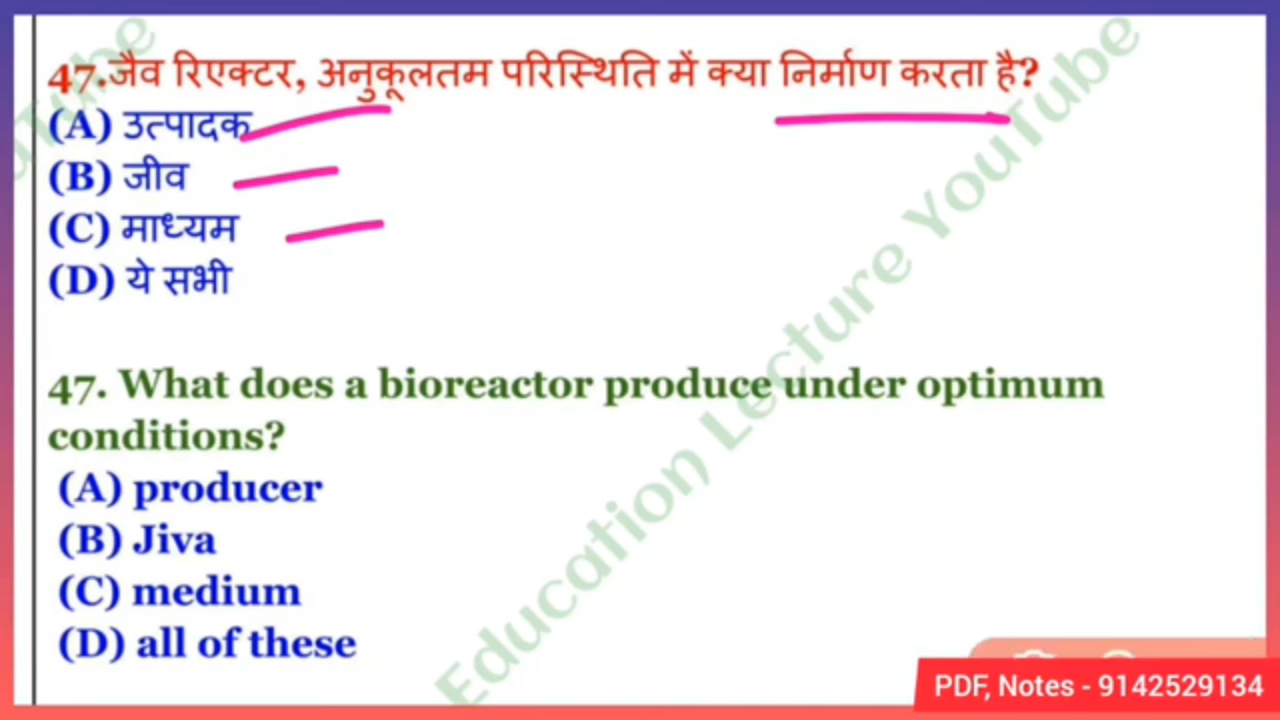 47.जैव रिएक्टर, अनुकूलतम परिस्थिति में क्या निर्माण करता है?
(A) उत्पादक
(B) जीव
(C) माध्यम
(D) ये सभी
47. What does a bioreactor produce under optimum
conditions?
(A) producer
(B) Jiva
(C) medium
(D) all of these
Education Lecture YouTube
uTube
PDF, Notes - 9142529134